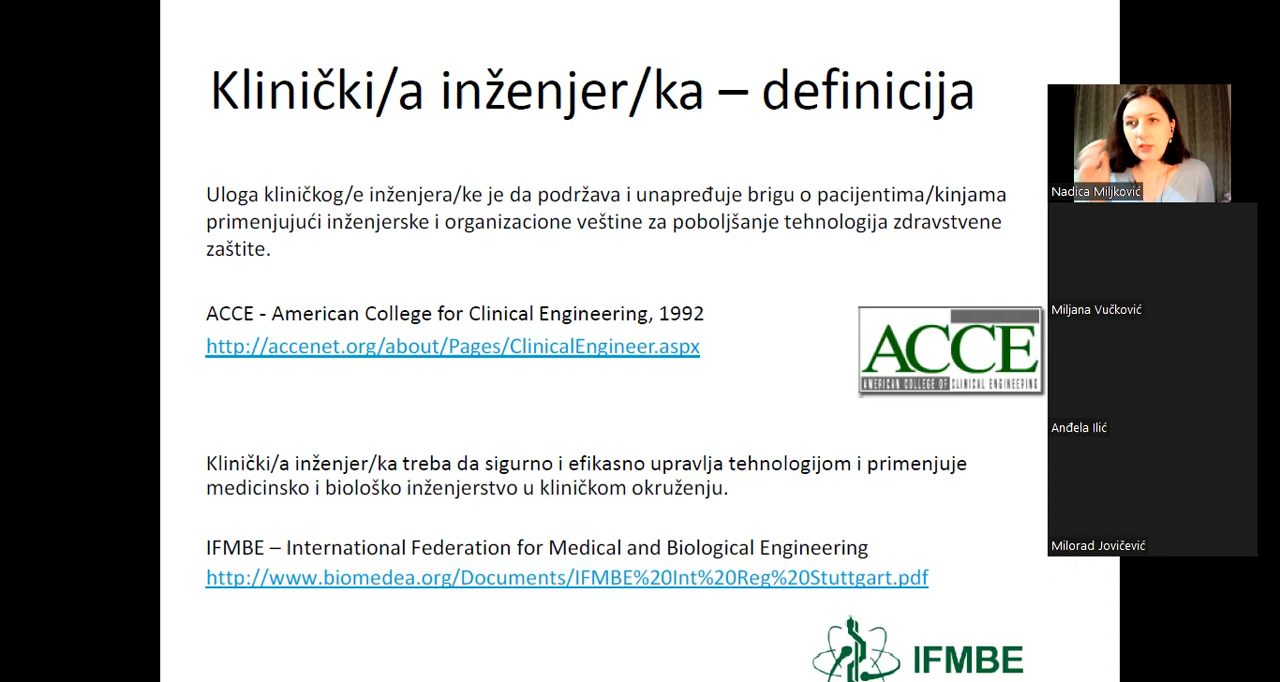 Klinički/a inženjer/ka – definicija
Uloga kliničkog/e inženjera/ke je da podržava i unapređuje brigu o pacijentima/kinjama
primenjujući inženjerske i organizacione veštine za poboljšanje tehnologija zdravstvene
zaštite.
ACCE - American College for Clinical Engineering, 1992
http://accenet.org/about/Pages/ClinicalEngineer.aspx
ACCE
AMERICAN COLLEGE OF CLINICAL ENGINEERING
Klinički/a inženjer/ka treba da sigurno i efikasno upravlja tehnologijom i primenjuje
medicinsko i biološko inženjerstvo u kliničkom okruženju.
IFMBE – International Federation for Medical and Biological Engineering
http://www.biomedea.org/Documents/IFMBE%20Int%20Reg%20Stuttgart.pdf
IFMBE
Nadica Miljković
Miljana Vučković
Anđela Ilić
Milorad Jovičević